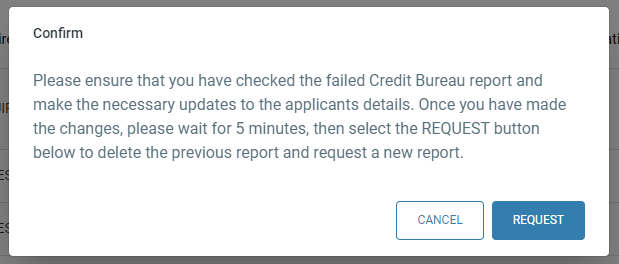 Confirm
Please ensure that you have checked the failed Credit Bureau report and
make the necessary updates to the applicants details. Once you have made
the changes, please wait for 5 minutes, then select the REQUEST button
below to delete the previous report and request a new report.
CANCEL
REQUEST